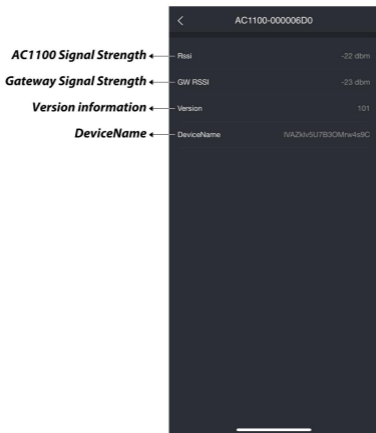 AC1100-000006D0
AC1100 Signal Strength Rssi -22 dbm
Gateway Signal Strength GW RSSI -23 dbm
Version information Version 101
DeviceName DeviceName